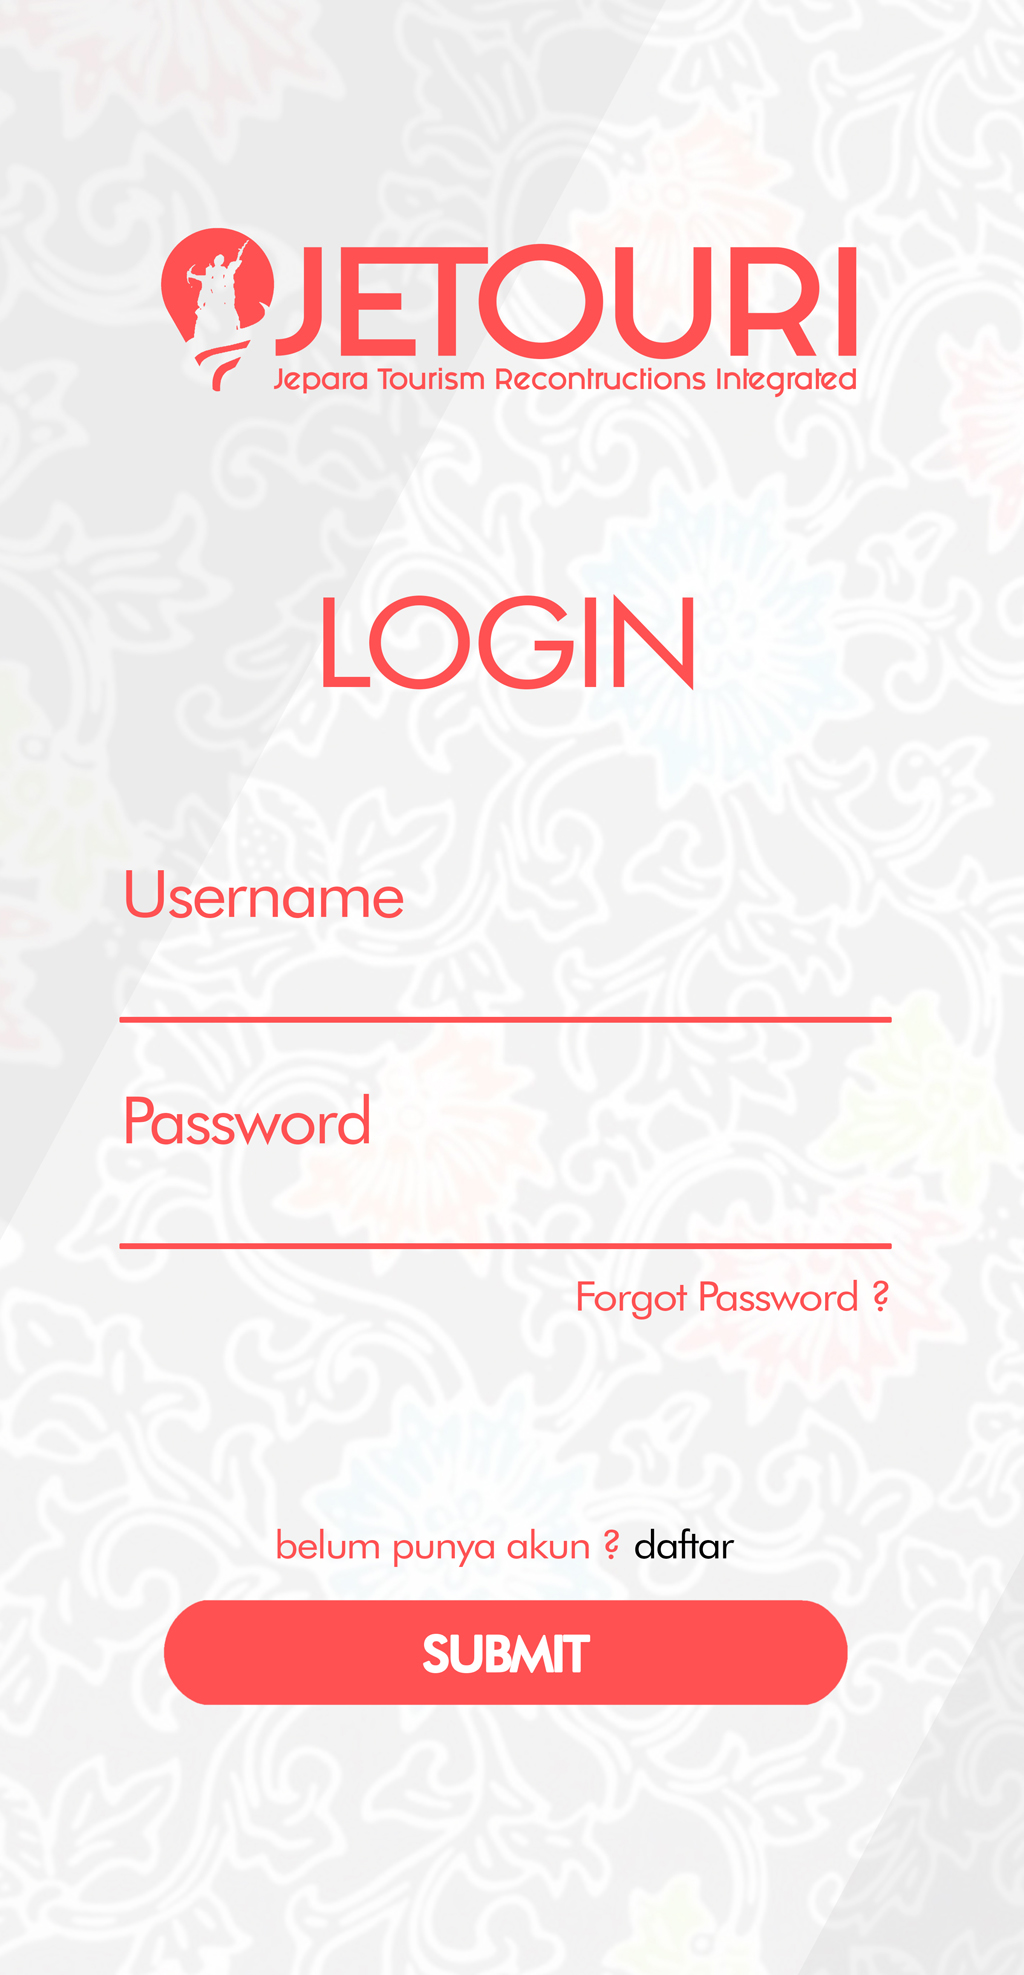 JETOURI
Jepara Tourism Recontructions Integrated
LOGIN
Username
Password
Forgot Password ?
belum punya akun ? daftar
SUBMIT